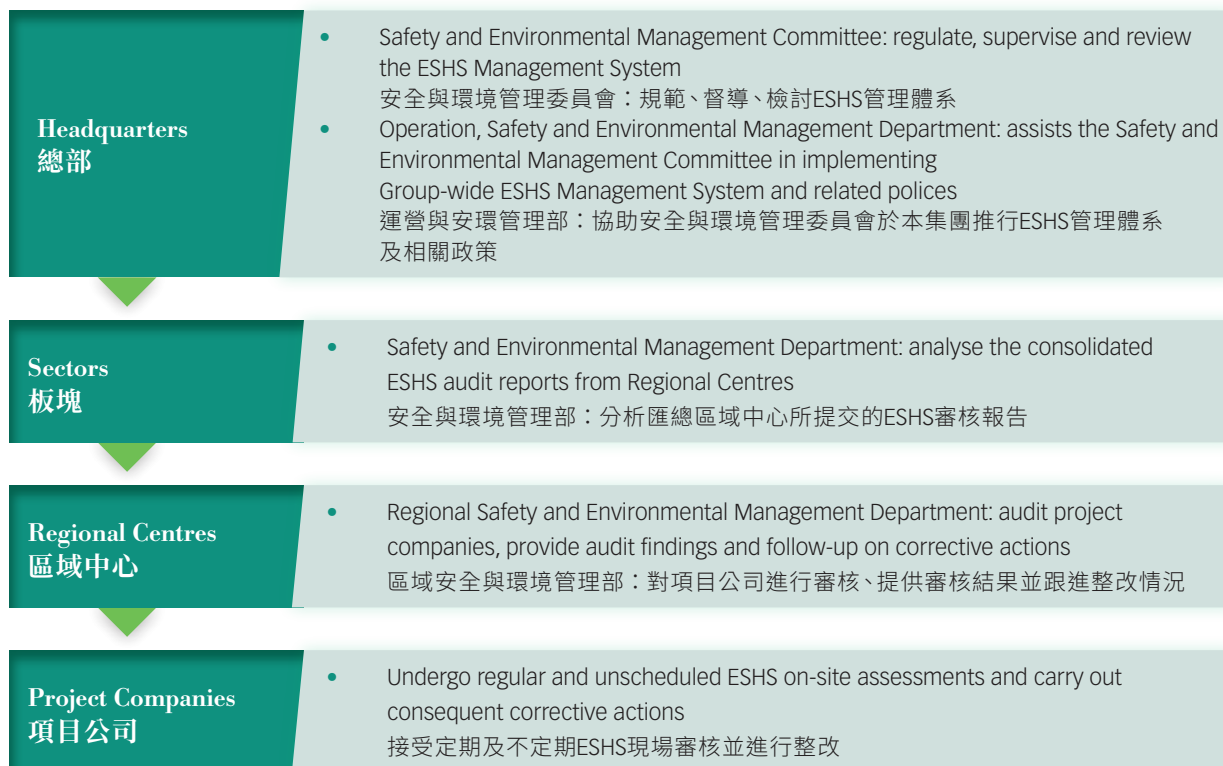 Headquarters
總部
• Safety and Environmental Management Committee: regulate, supervise and review
the ESHS Management System
安全與環境管理委員會：規範、督導、檢討ESHS管理體系
• Operation, Safety and Environmental Management Department: assists the Safety and
Environmental Management Committee in implementing
Group-wide ESHS Management System and related polices
運營與安環管理部：協助安全與環境管理委員會於本集團推行ESHS管理體系
及相關政策
Sectors
板塊
• Safety and Environmental Management Department: analyse the consolidated
ESHS audit reports from Regional Centres
安全與環境管理部：分析匯總區域中心所提交的ESHS審核報告
Regional Centres
區域中心
• Regional Safety and Environmental Management Department: audit project
companies, provide audit findings and follow-up on corrective actions
區域安全與環境管理部：對項目公司進行審核、提供審核結果並跟進整改情況
Project Companies
項目公司
• Undergo regular and unscheduled ESHS on-site assessments and carry out
consequent corrective actions
接受定期及不定期ESHS現場審核並進行整改